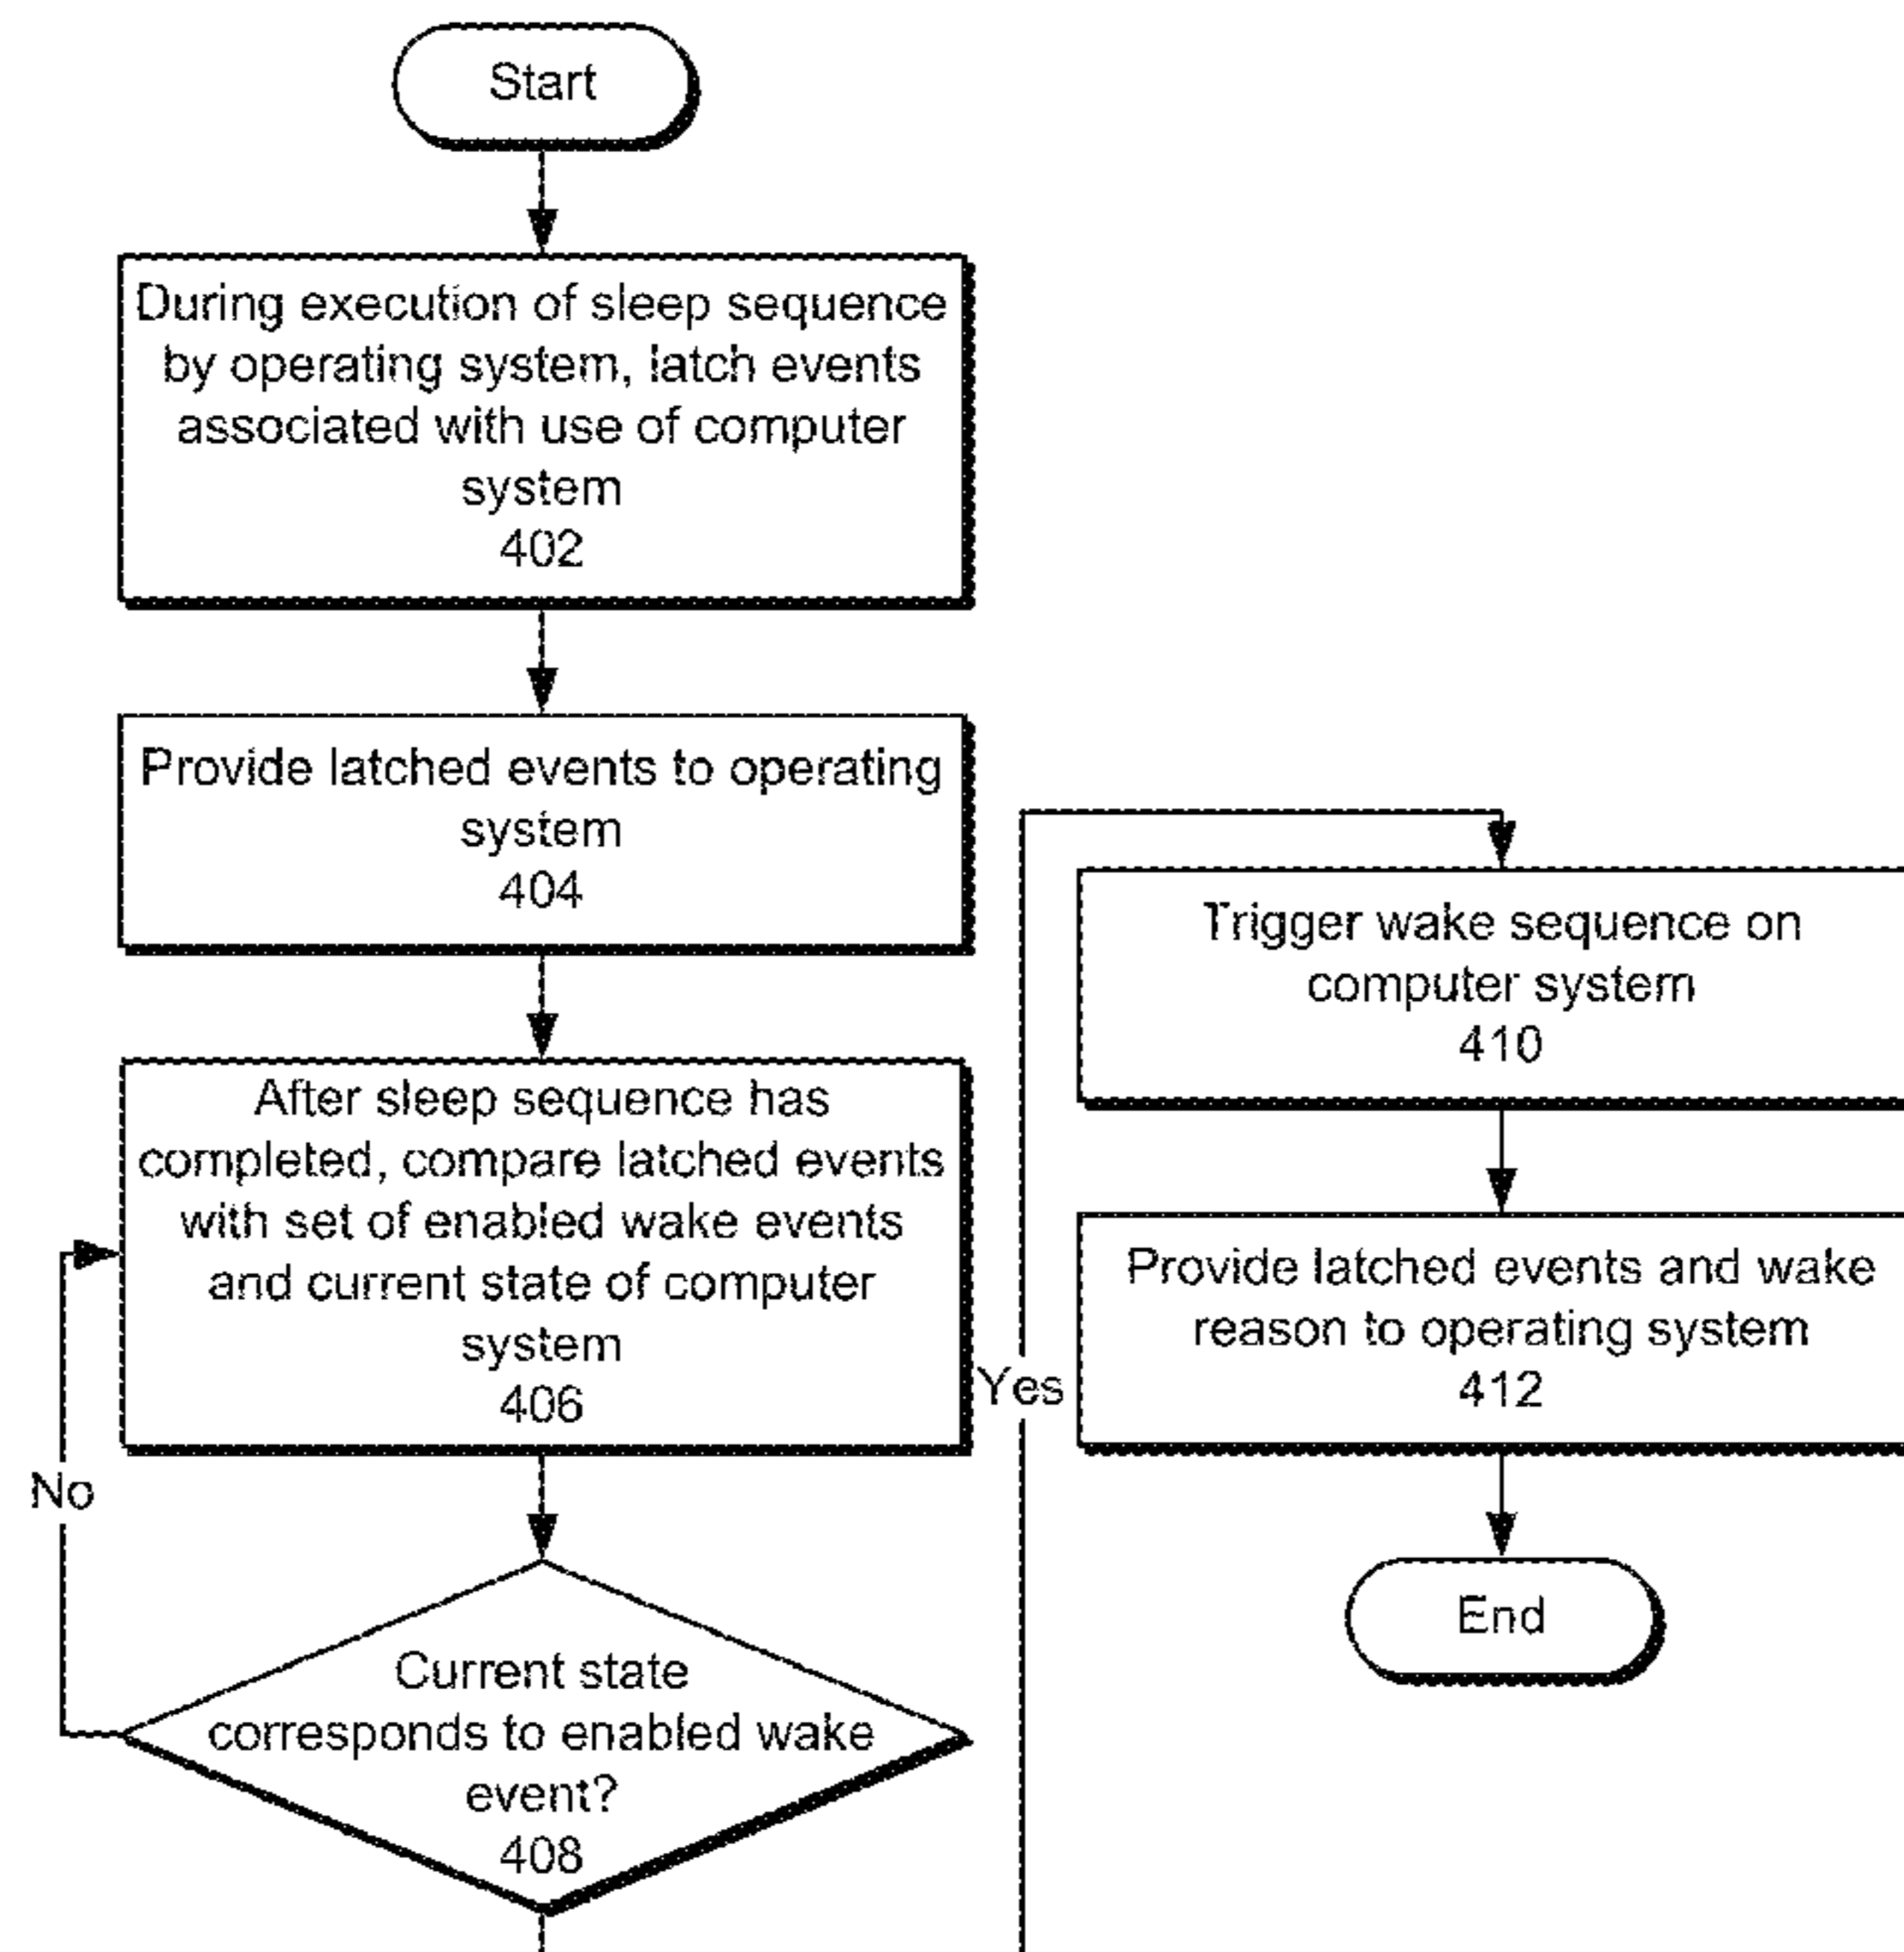 Start
During execution of sleep sequence
by operating system, latch events
associated with use of computer
system
402
Provide latched events to operating
system
404
After sleep sequence has
completed, compare latched events
with set of enabled wake events
and current state of computer
system
406
No
Current state
corresponds to enabled wake
event?
408
Yes
Trigger wake sequence on
computer system
410
Provide latched events and wake
reason to operating system
412
End